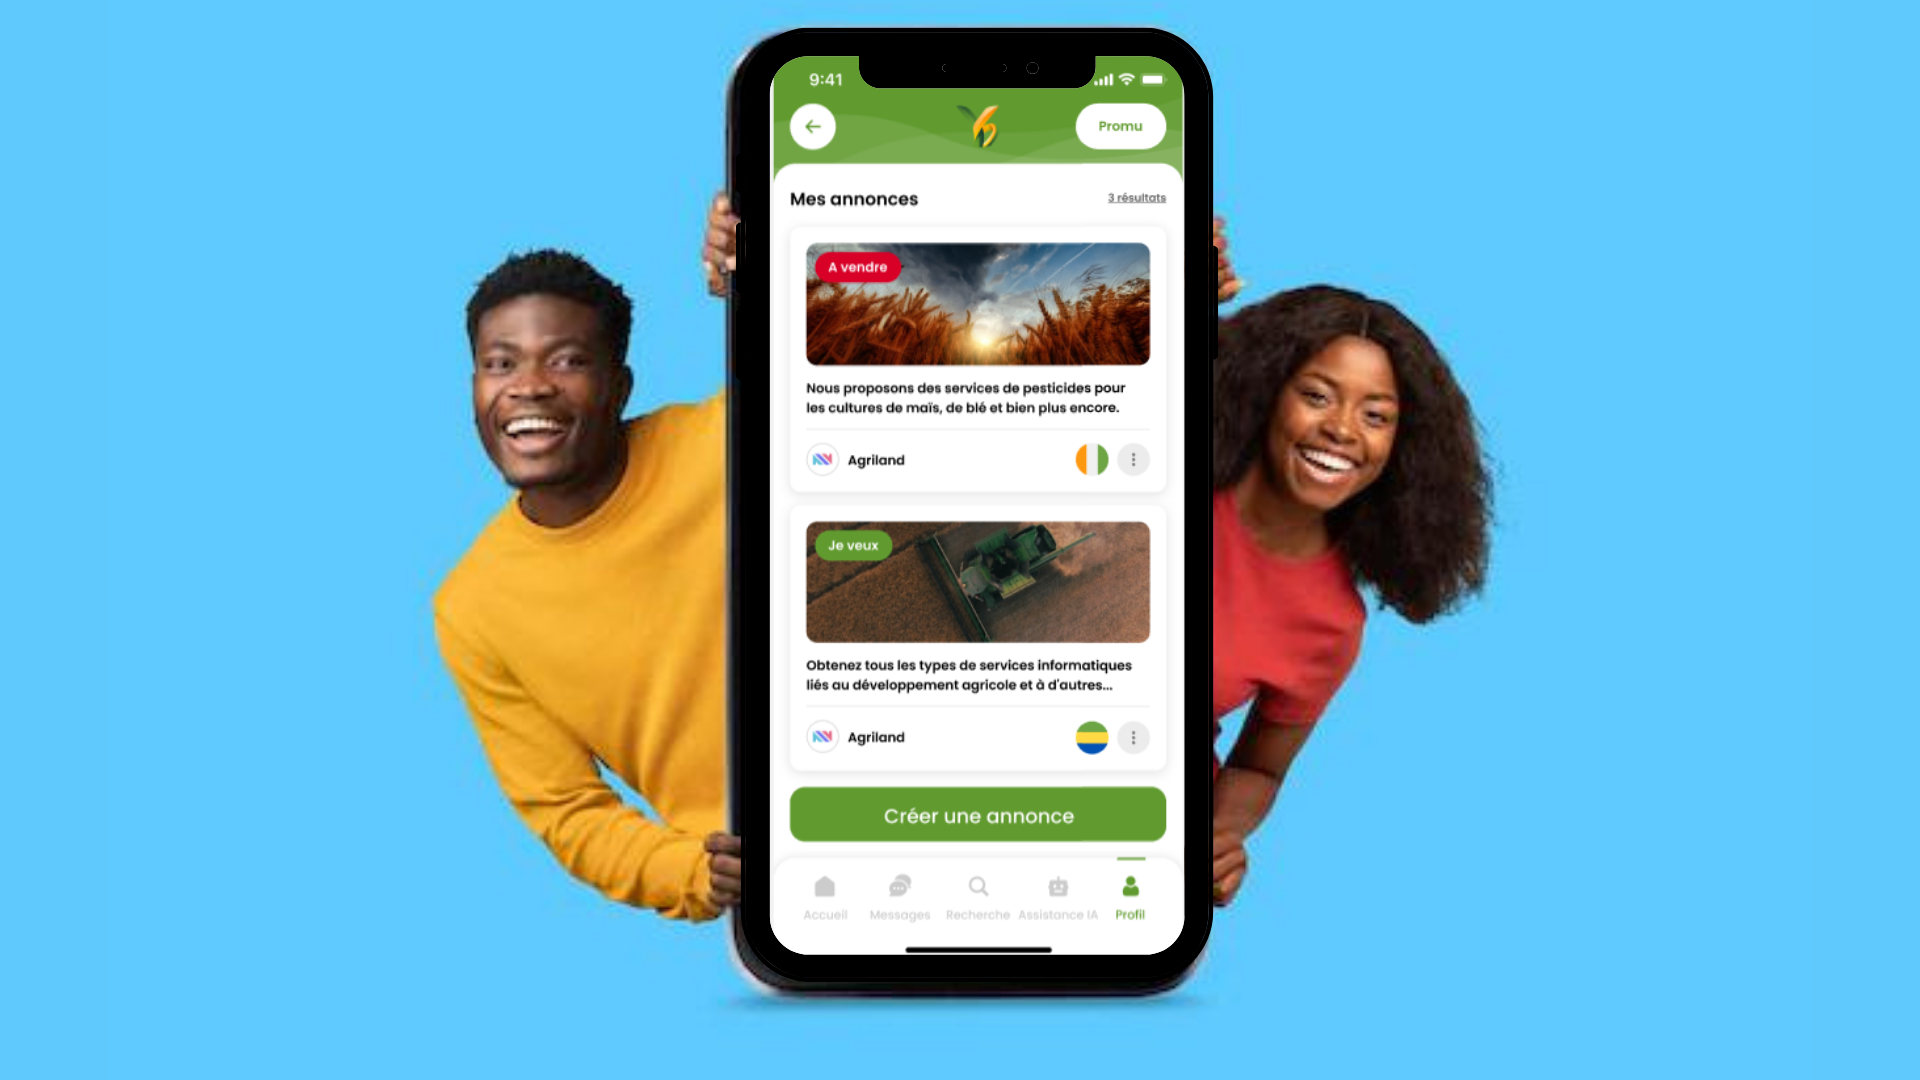 9:41
Promu
Mes annonces
3 résultats
A vendre
Nous proposons des services de pesticides pour
les cultures de maïs, de blé et bien plus encore.
Agriland
Je veux
Obtenez tous les types de services informatiques
liés au développement agricole et à d'autres...
Agriland
Créer une annonce
Accueil
Messages
Recherche
Assistance IA
Profil